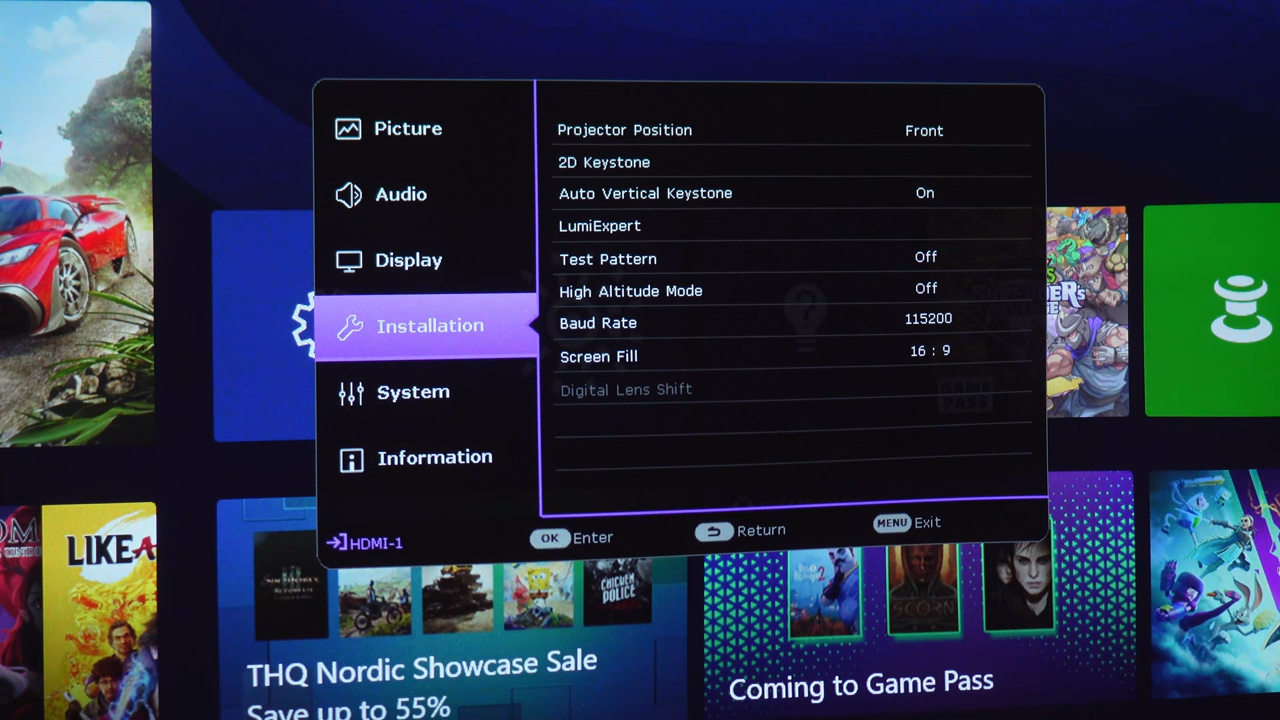 Picture
Audio
Display
Installation
System
Information
Projector Position Front
2D Keystone
Auto Vertical Keystone On
LumiExpert
Test Pattern Off
High Altitude Mode Off
Baud Rate 115200
Screen Fill 16 : 9
Digital Lens Shift
HDMI-1
OK Enter
Return
MENU Exit
GAME
PASS
LIKE A
CHICKEN
POLICE
SCORN
THQ Nordic Showcase Sale
Save up to 55%
Coming to Game Pass